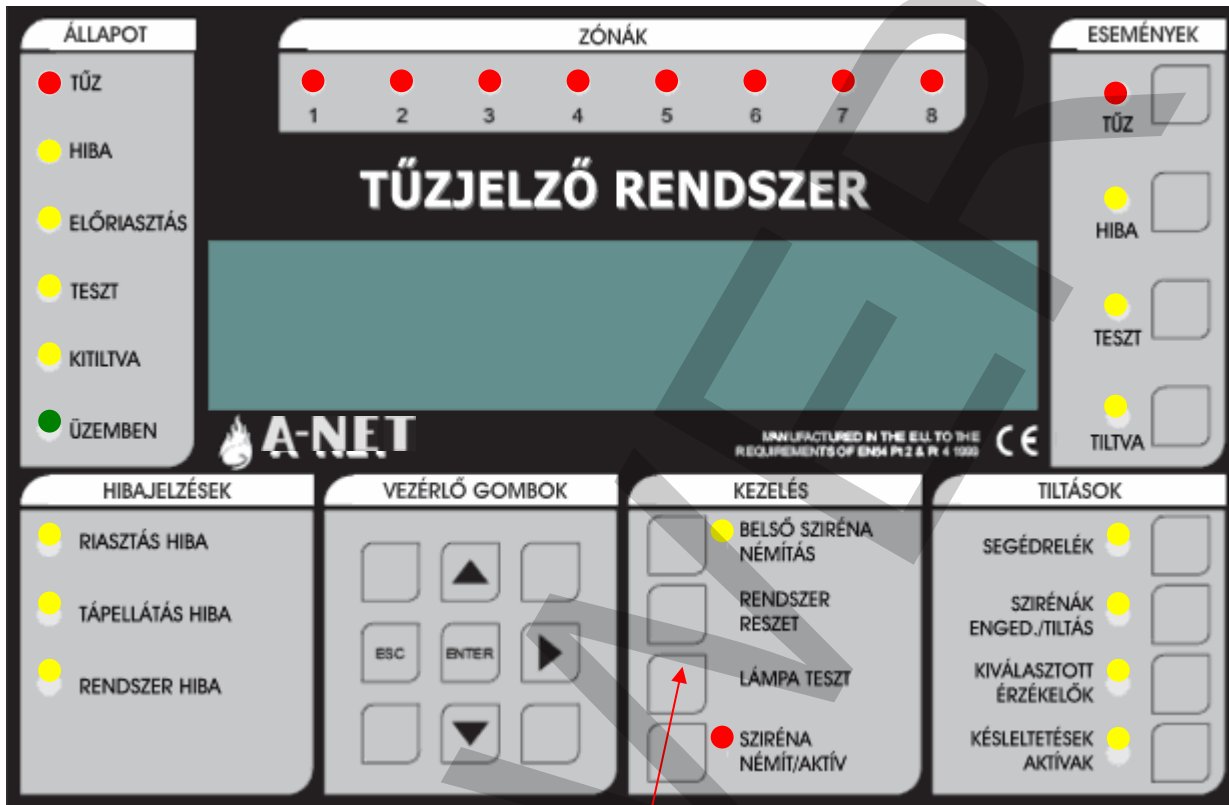 ÁLLAPOT
TŰZ
HIBA
ELŐRIASZTÁS
TESZT
KITILTVA
ÜZEMBEN
ZÓNÁK
1 2 3 4 5 6 7 8
TŰZJELZŐ RENDSZER
A-NET
MANUFACTURED IN THE E.U. TO THE
REQUIREMENTS OF EN54 Pt 2 & Pt 4 1998
CE
ESEMÉNYEK
TŰZ
HIBA
TESZT
TILTVA
HIBAJELZÉSEK
RIASZTÁS HIBA
TÁPELLÁTÁS HIBA
RENDSZER HIBA
VEZÉRLŐ GOMBOK
ESC
ENTER
KEZELÉS
BELSŐ SZIRÉNA
NÉMÍTÁS
RENDSZER
RESZET
LÁMPA TESZT
SZIRÉNA
NÉMÍT/AKTÍV
TILTÁSOK
SEGÉDRELÉK
SZIRÉNÁK
ENGED./TILTÁS
KIVÁLASZTOTT
ÉRZÉKELŐK
KÉSLELTETÉSEK
AKTÍVAK